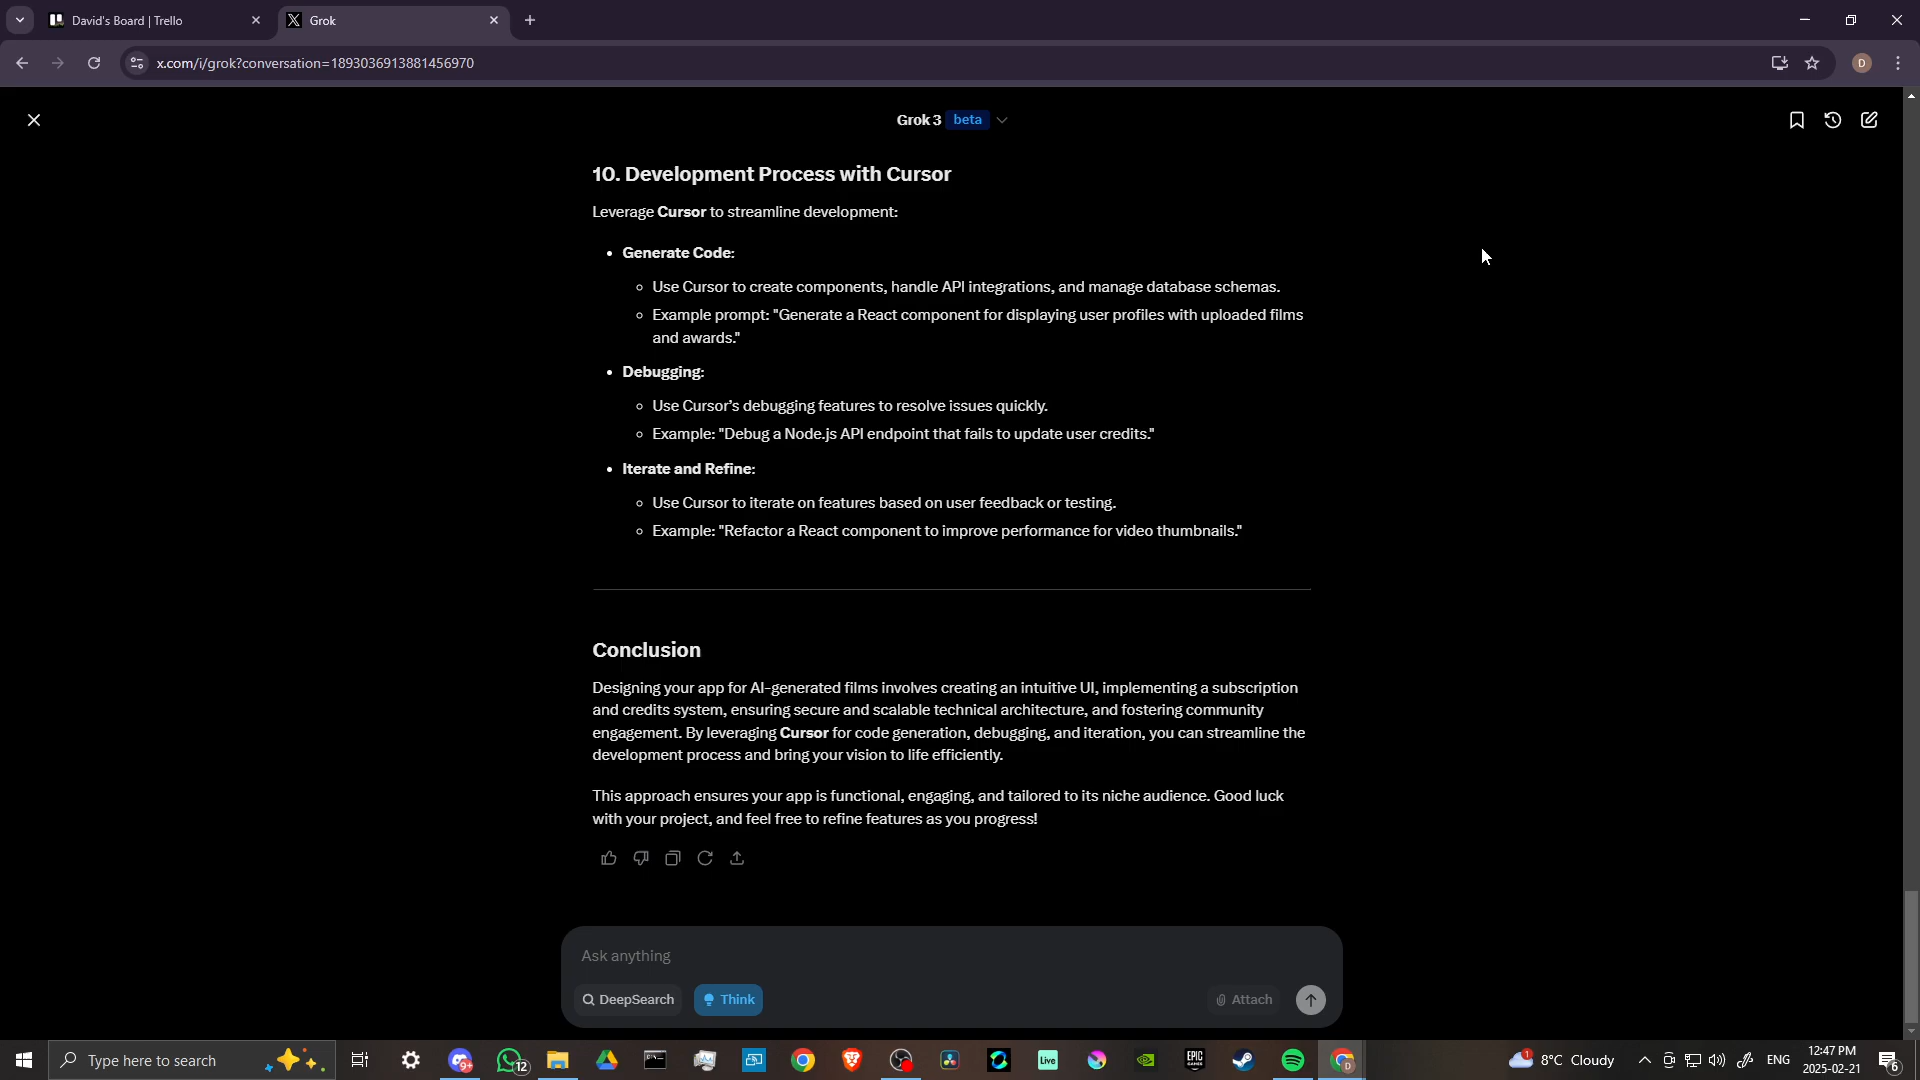 David's Board | Trello
Grok
x.com/i/grok?conversation=1893036913881456970
D
Grok 3 beta
10. Development Process with Cursor
Leverage Cursor to streamline development:
• Generate Code:
Use Cursor to create components, handle API integrations, and manage database schemas.
Example prompt: "Generate a React component for displaying user profiles with uploaded films
and awards."
• Debugging:
Use Cursor’s debugging features to resolve issues quickly.
Example: "Debug a Node.js API endpoint that fails to update user credits."
• Iterate and Refine:
Use Cursor to iterate on features based on user feedback or testing.
Example: "Refactor a React component to improve performance for video thumbnails."
Conclusion
Designing your app for AI-generated films involves creating an intuitive UI, implementing a subscription
and credits system, ensuring secure and scalable technical architecture, and fostering community
engagement. By leveraging Cursor for code generation, debugging, and iteration, you can streamline the
development process and bring your vision to life efficiently.
This approach ensures your app is functional, engaging, and tailored to its niche audience. Good luck
with your project, and feel free to refine features as you progress!
Ask anything
DeepSearch Think Attach
Type here to search
9+
12
Live
EPIC GAMES
D
1
8°C Cloudy
ENG
12:47 PM
2025-02-21
6